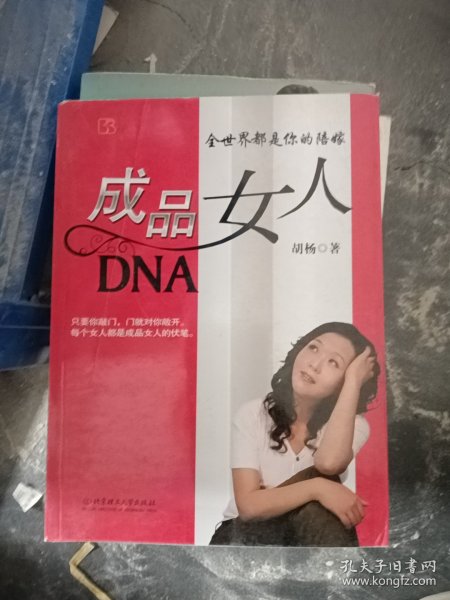 全世界都是你的陪嫁
成品女人
DNA
胡杨◎著
只要你敲门，门就对你敞开。
每个女人都是成品女人的伏笔。
北京理工大学出版社
孔夫子旧书网
www.kongfz.com